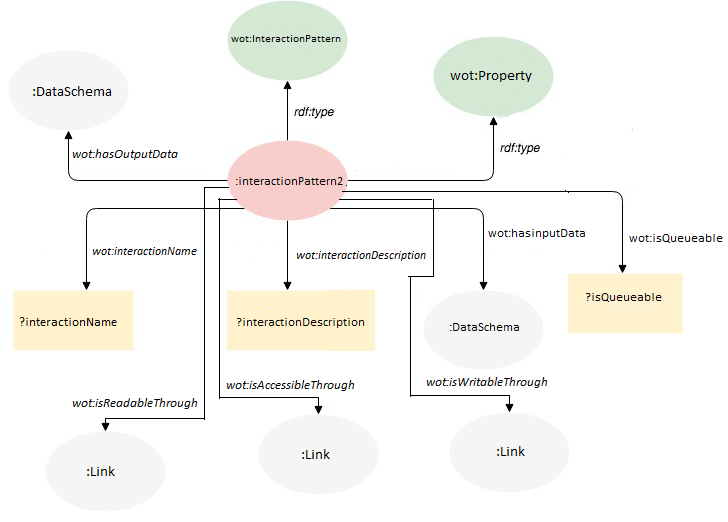 wot:InteractionPattern
wot:Property
:DataSchema
rdf:type
rdf:type
wot:hasOutputData
:interactionPattern2
wot:hasinputData
wot:isQueueable
wot:interactionName
wot:interactionDescription
?isQueueable
?interactionName
?interactionDescription
:DataSchema
wot:isAccessibleThrough
wot:isWritableThrough
wot:isReadableThrough
:Link
:Link
:Link